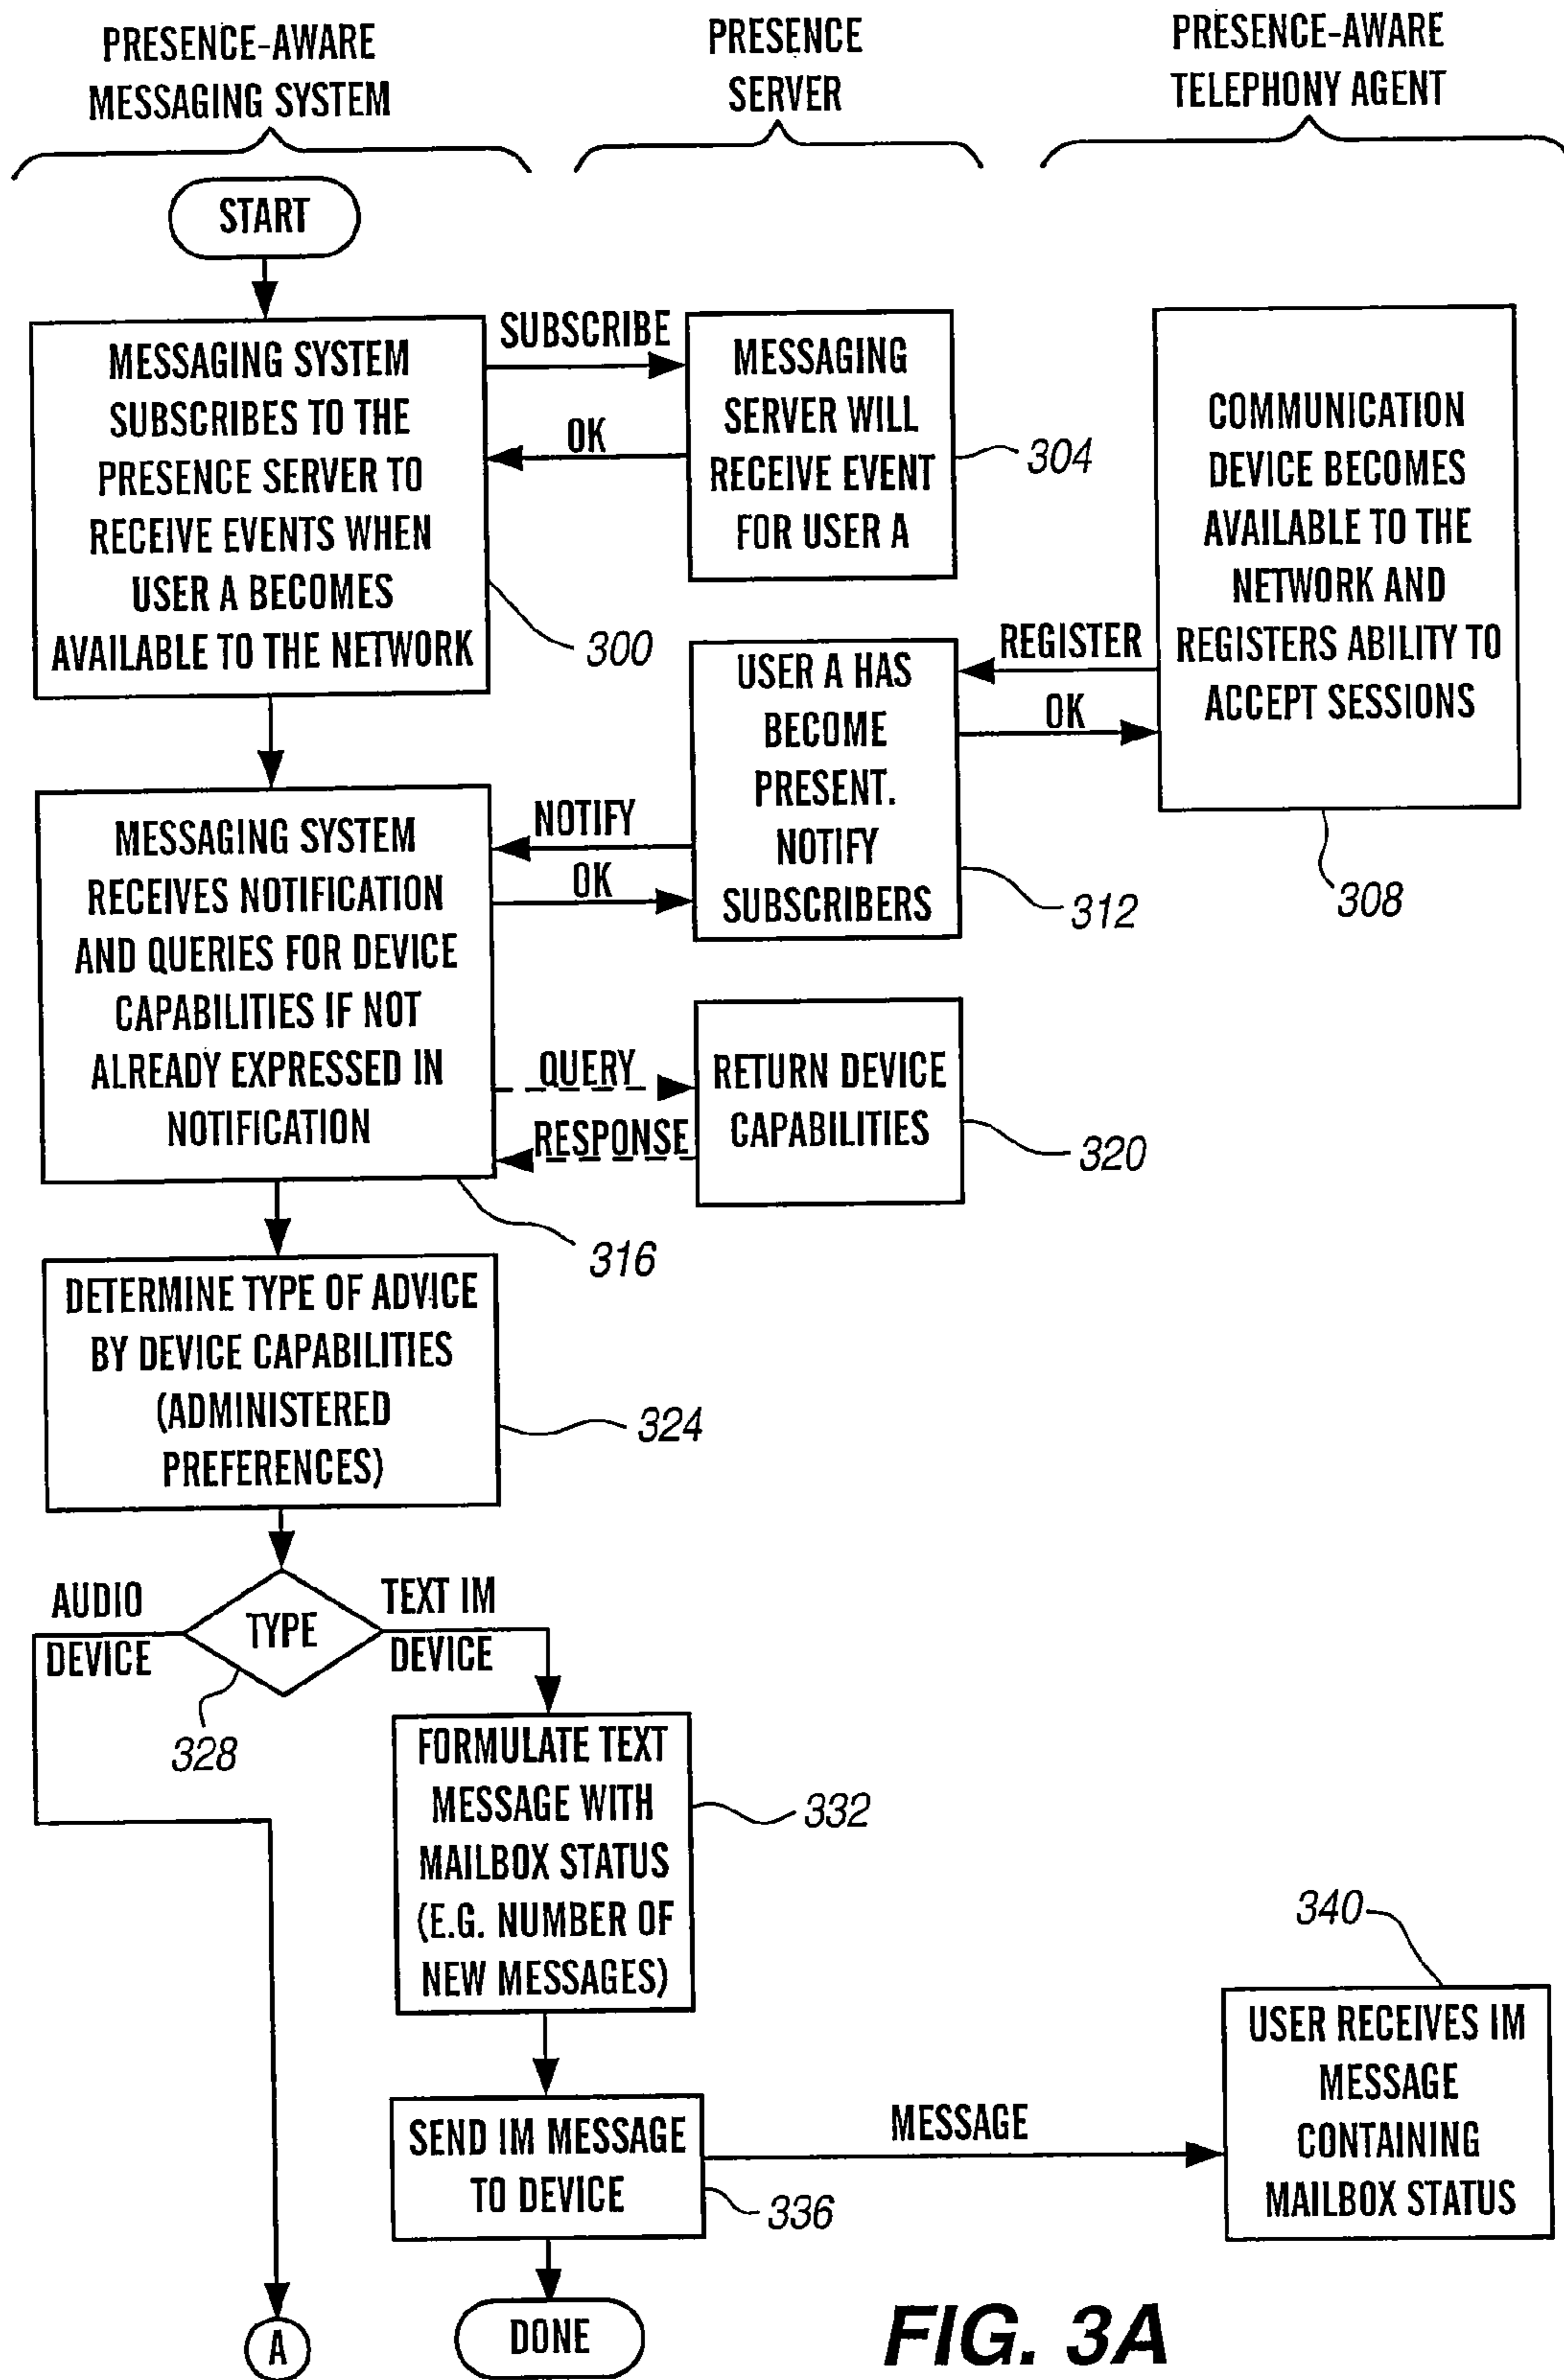 PRESENCE-AWARE
MESSAGING SYSTEM
PRESENCE
SERVER
PRESENCE-AWARE
TELEPHONY AGENT
START
MESSAGING SYSTEM
SUBSCRIBES TO THE
PRESENCE SERVER TO
RECEIVE EVENTS WHEN
USER A BECOMES
AVAILABLE TO THE NETWORK
300
SUBSCRIBE
OK
MESSAGING
SERVER WILL
RECEIVE EVENT
FOR USER A
304
COMMUNICATION
DEVICE BECOMES
AVAILABLE TO THE
NETWORK AND
REGISTERS ABILITY TO
ACCEPT SESSIONS
308
REGISTER
OK
USER A HAS
BECOME
PRESENT.
NOTIFY
SUBSCRIBERS
312
NOTIFY
OK
MESSAGING SYSTEM
RECEIVES NOTIFICATION
AND QUERIES FOR DEVICE
CAPABILITIES IF NOT
ALREADY EXPRESSED IN
NOTIFICATION
316
QUERY
RESPONSE
RETURN DEVICE
CAPABILITIES
320
DETERMINE TYPE OF ADVICE
BY DEVICE CAPABILITIES
(ADMINISTERED
PREFERENCES)
324
AUDIO
DEVICE
TYPE
328
TEXT IM
DEVICE
FORMULATE TEXT
MESSAGE WITH
MAILBOX STATUS
(E.G. NUMBER OF
NEW MESSAGES)
332
SEND IM MESSAGE
TO DEVICE
336
MESSAGE
340
USER RECEIVES IM
MESSAGE
CONTAINING
MAILBOX STATUS
A
DONE
FIG. 3A